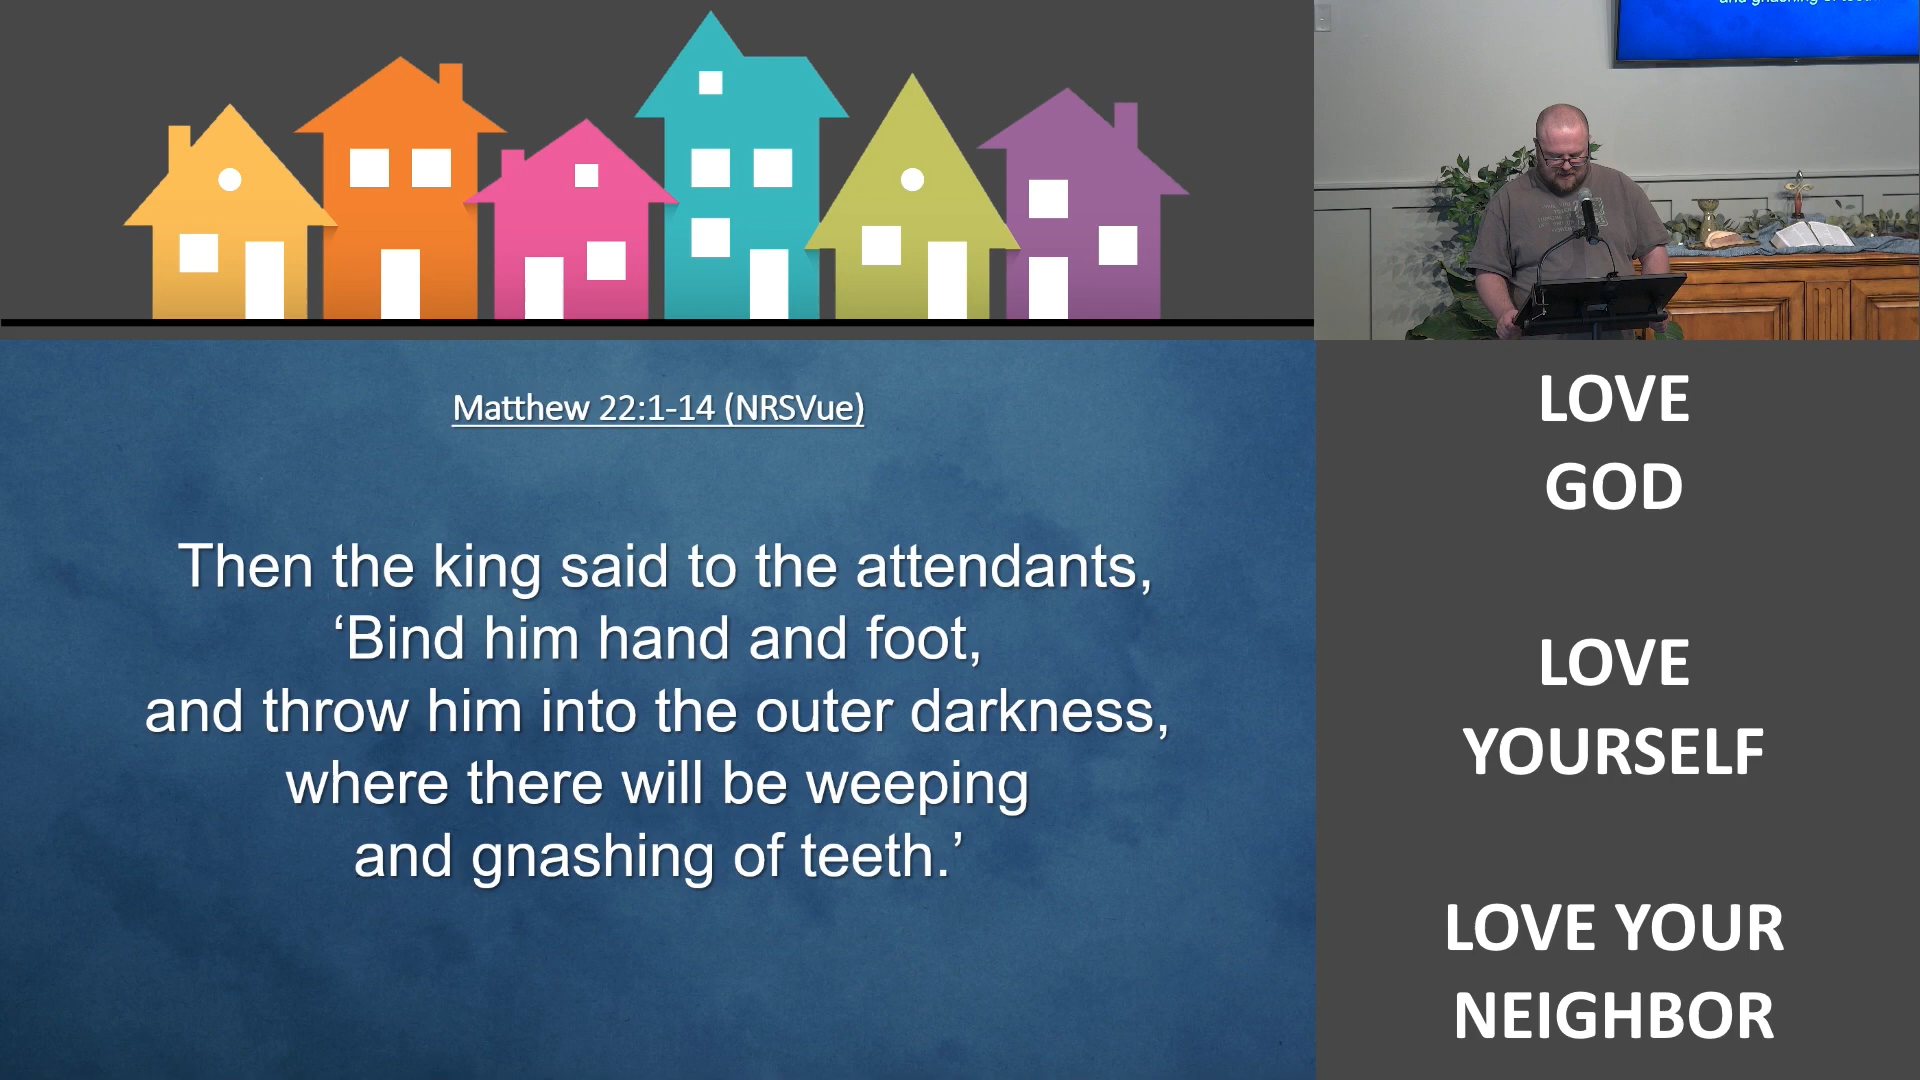 Matthew 22:1-14 (NRSVue)
Then the king said to the attendants,
‘Bind him hand and foot,
and throw him into the outer darkness,
where there will be weeping
and gnashing of teeth.’
LOVE
GOD
LOVE
YOURSELF
LOVE YOUR
NEIGHBOR